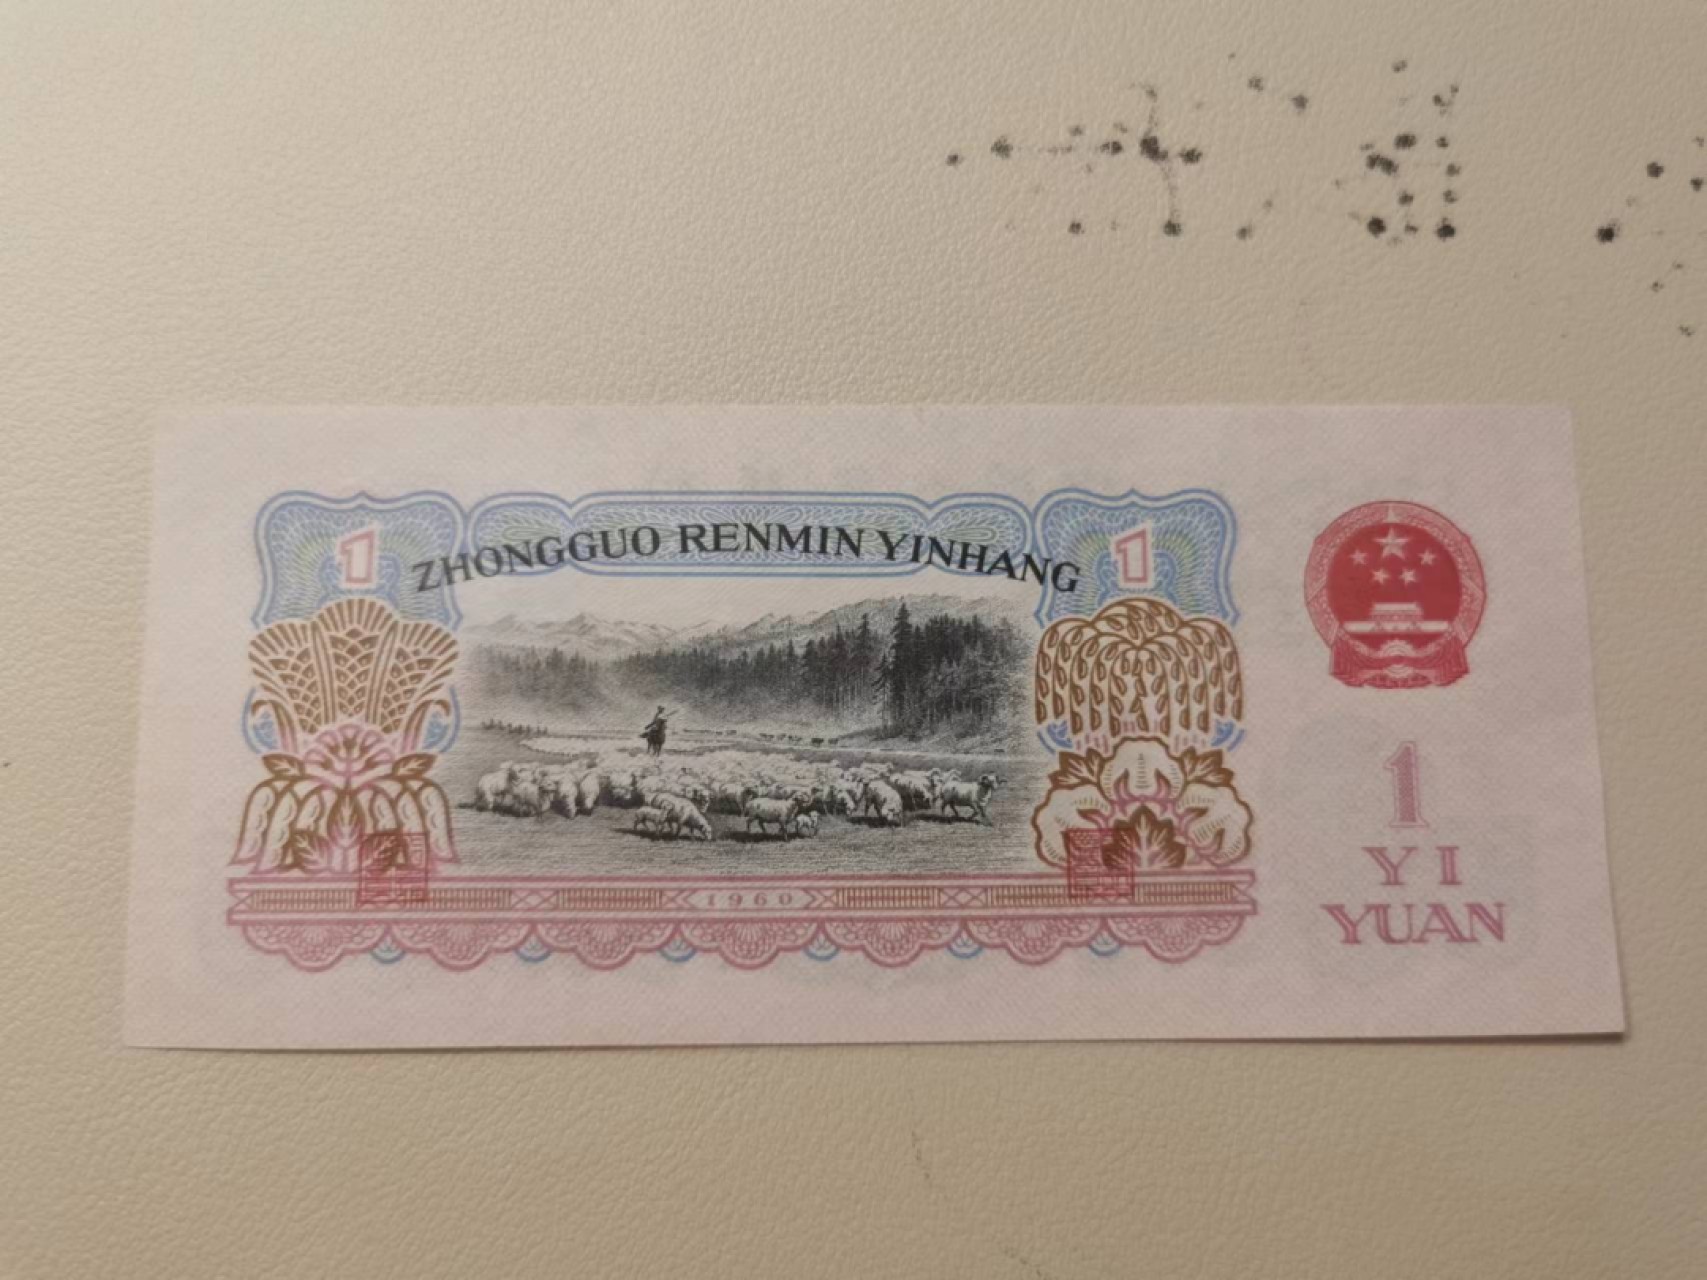 ZHONGGUO RENMIN YINHANG
1
1
1
YI
YUAN
1960